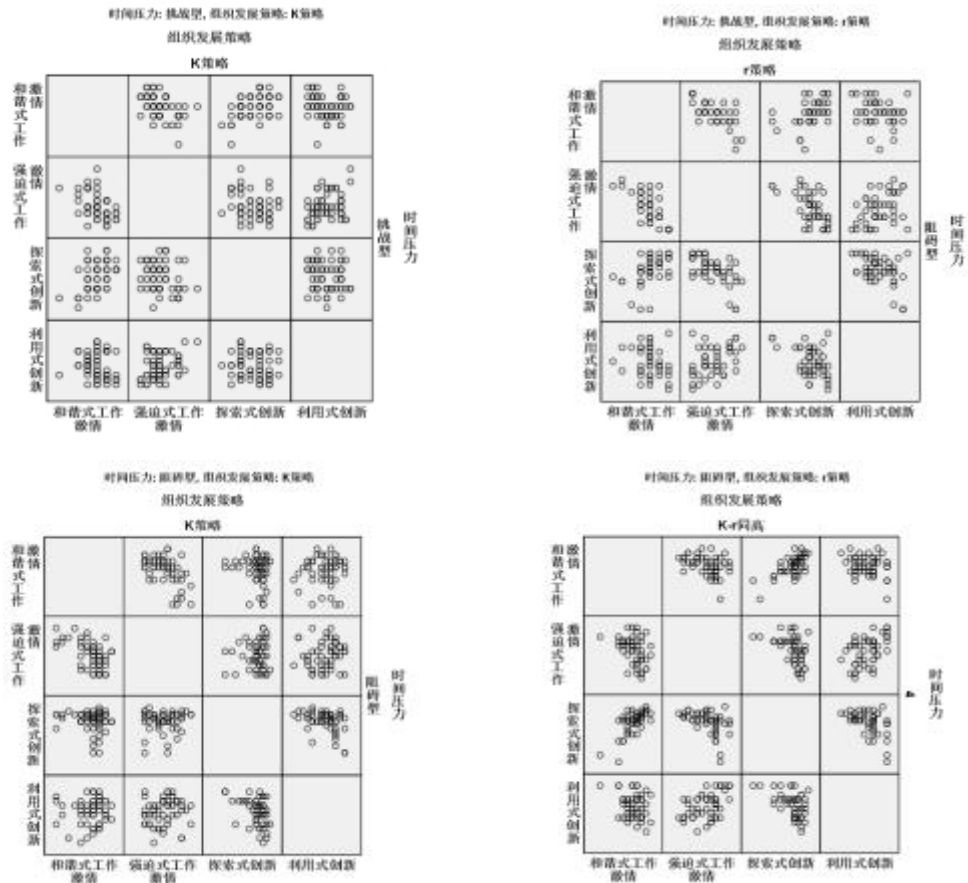 时间压力: 挑战型, 组织发展策略: K策略
组织发展策略
K策略
和谐式工作
激情
强迫式工作
激情
探索式创新
利用式创新
挑战型
时间压力
和谐式工作
激情
强迫式工作
激情
探索式创新
利用式创新
时间压力: 挑战型, 组织发展策略: r策略
组织发展策略
r策略
和谐式工作
激情
强迫式工作
激情
探索式创新
利用式创新
阻碍型
时间压力
和谐式工作
激情
强迫式工作
激情
探索式创新
利用式创新
时间压力: 阻碍型, 组织发展策略: K策略
组织发展策略
K策略
和谐式工作
激情
强迫式工作
激情
探索式创新
利用式创新
阻碍型
时间压力
和谐式工作
激情
强迫式工作
激情
探索式创新
利用式创新
时间压力: 阻碍型, 组织发展策略: r策略
组织发展策略
K-r同高
和谐式工作
激情
强迫式工作
激情
探索式创新
利用式创新
4
时间压力
和谐式工作
激情
强迫式工作
激情
探索式创新
利用式创新